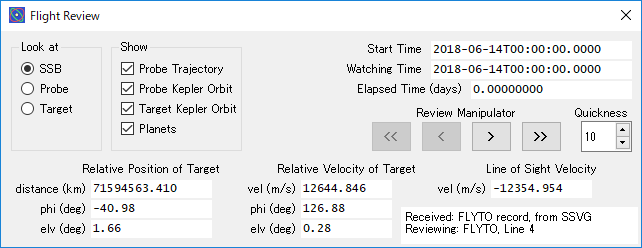 Flight Review
Look at
SSB
Probe
Target
Show
Probe Trajectory
Probe Kepler Orbit
Target Kepler Orbit
Planets
Start Time 2018-06-14T00:00:00.0000
Watching Time 2018-06-14T00:00:00.0000
Elapsed Time (days) 0.00000000
Review Manipulator
<< < > >>
Quickness
10
Relative Position of Target
distance (km) 71594563.410
phi (deg) -40.98
elv (deg) 1.66
Relative Velocity of Target
vel (m/s) 12644.846
phi (deg) 126.88
elv (deg) 0.28
Line of Sight Velocity
vel (m/s) -12354.954
Received: FLYTO record, from SSVG
Reviewing: FLYTO, Line 4